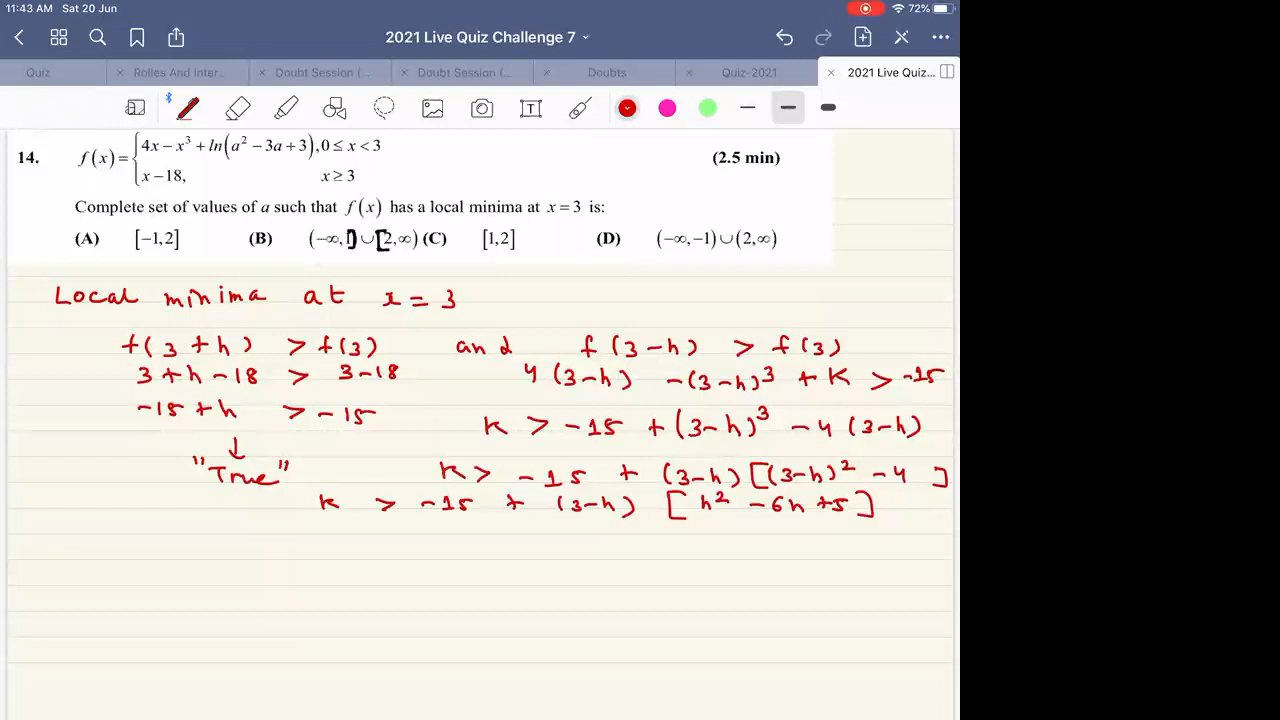 11:43 AM Sat 20 Jun 72%
2021 Live Quiz Challenge 7
Quiz × Rolles And Inter... × Doubt Session (... × Doubt Session (... × Doubts × Quiz-2021 × 2021 Live Quiz...
14. f(x) = { 4x − x³ + ln(a² − 3a + 3), 0 ≤ x < 3 (2.5 min)
x − 18, x ≥ 3
Complete set of values of a such that f(x) has a local minima at x = 3 is:
(A) [−1, 2] (B) (−∞, 1] ∪ [2, ∞) (C) [1, 2] (D) (−∞, −1) ∪ (2, ∞)
Local minima at x = 3
f(3 + h) > f(3) and f(3 − h) > f(3)
3 + h − 18 > 3 − 18 4(3 − h) − (3 − h)³ + K > −15
−15 + h > −15 K > −15 + (3 − h)³ − 4(3 − h)
↓
"True" K > −15 + (3 − h) [(3 − h)² − 4]
K > −15 + (3 − h) [h² − 6h + 5]